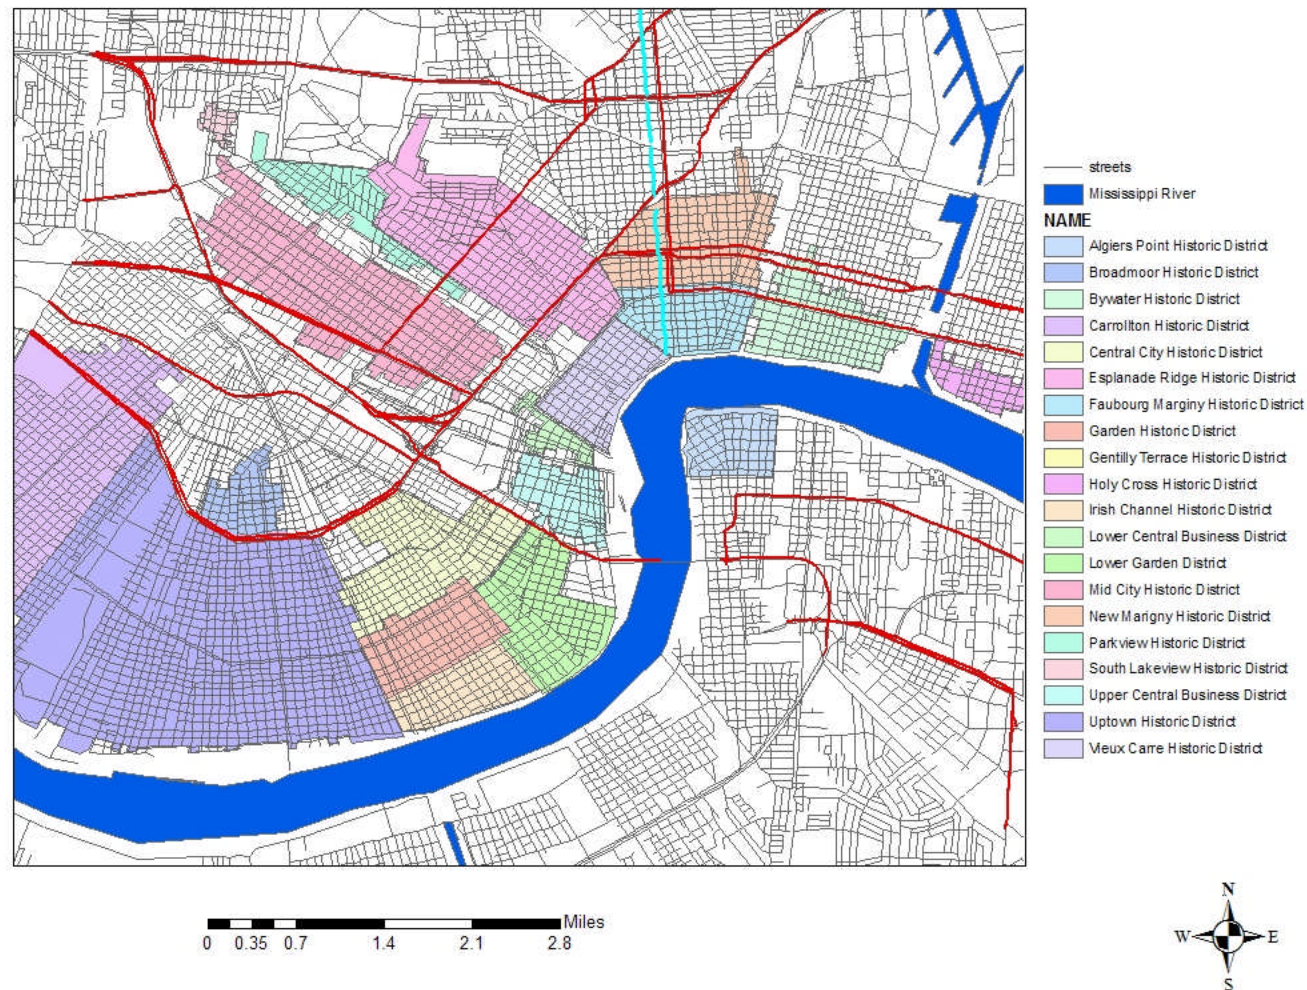 streets
Mississippi River
NAME
Algiers Point Historic District
Broadmoor Historic District
Bywater Historic District
Carrollton Historic District
Central City Historic District
Esplanade Ridge Historic District
Faubourg Marginy Historic District
Garden Historic District
Gentilly Terrace Historic District
Holy Cross Historic District
Irish Channel Historic District
Lower Central Business District
Lower Garden District
Mid City Historic District
New Marigny Historic District
Parkview Historic District
South Lakeview Historic District
Upper Central Business District
Uptown Historic District
Vieux Carre Historic District
Miles
0 0.35 0.7 1.4 2.1 2.8
N
W E
S